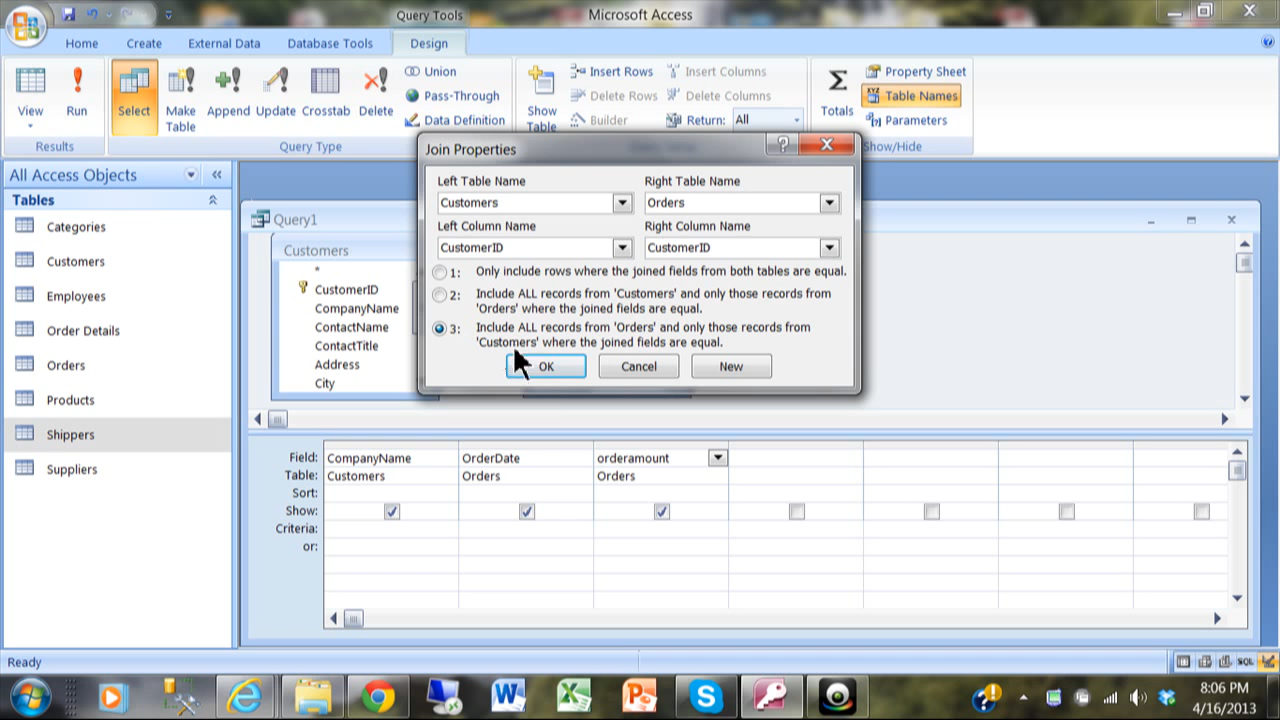 Query Tools
Microsoft Access
Home
Create
External Data
Database Tools
Design
View
Run
Select
Make
Table
Append
Update
Crosstab
Delete
Union
Pass-Through
Data Definition
Show
Table
Insert Rows
Delete Rows
Builder
Insert Columns
Delete Columns
Return:
All
Σ
Totals
Property Sheet
XYZ
Table Names
Parameters
Results
Query Type
Show/Hide
All Access Objects
Tables
Categories
Customers
Employees
Order Details
Orders
Products
Shippers
Suppliers
Query1
Customers
*
CustomerID
CompanyName
ContactName
ContactTitle
Address
City
Join Properties
Left Table Name
Right Table Name
Customers
Orders
Left Column Name
Right Column Name
CustomerID
CustomerID
1: Only include rows where the joined fields from both tables are equal.
2: Include ALL records from 'Customers' and only those records from
'Orders' where the joined fields are equal.
3: Include ALL records from 'Orders' and only those records from
'Customers' where the joined fields are equal.
OK
Cancel
New
Field: CompanyName OrderDate orderamount
Table: Customers Orders Orders
Sort:
Show:
Criteria:
or:
Ready
SQL
8:06 PM
4/16/2013